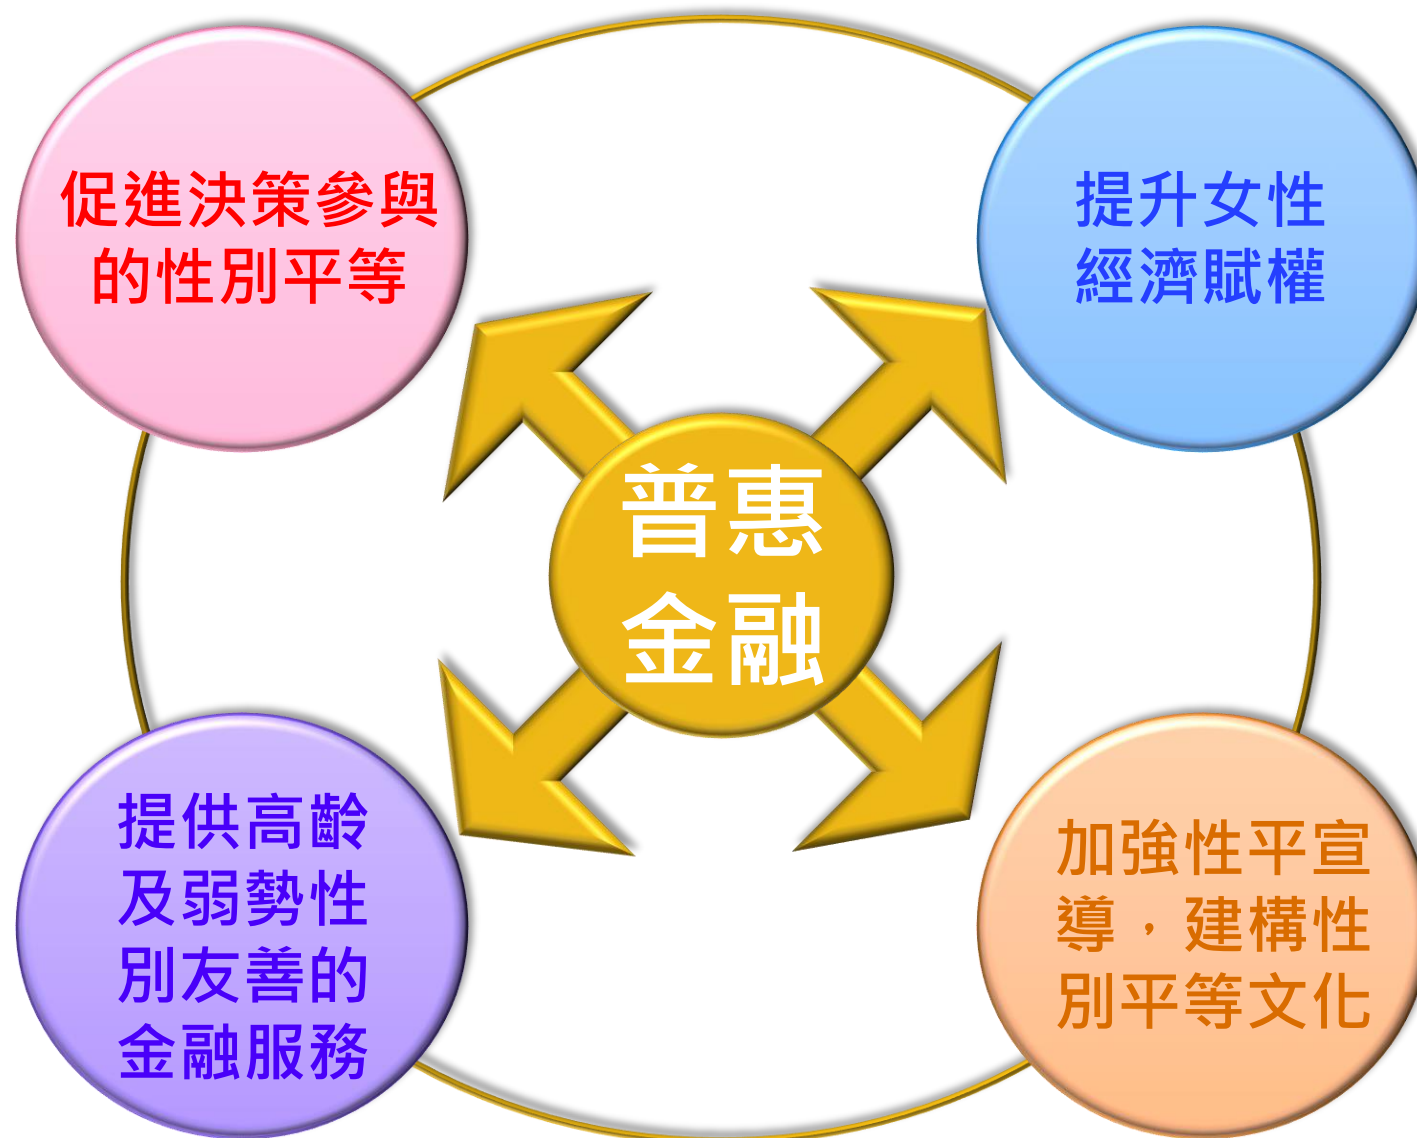 促進決策參與
的性別平等
提升女性
經濟賦權
普惠
金融
提供高齡
及弱勢性
別友善的
金融服務
加強性平宣
導，建構性
別平等文化